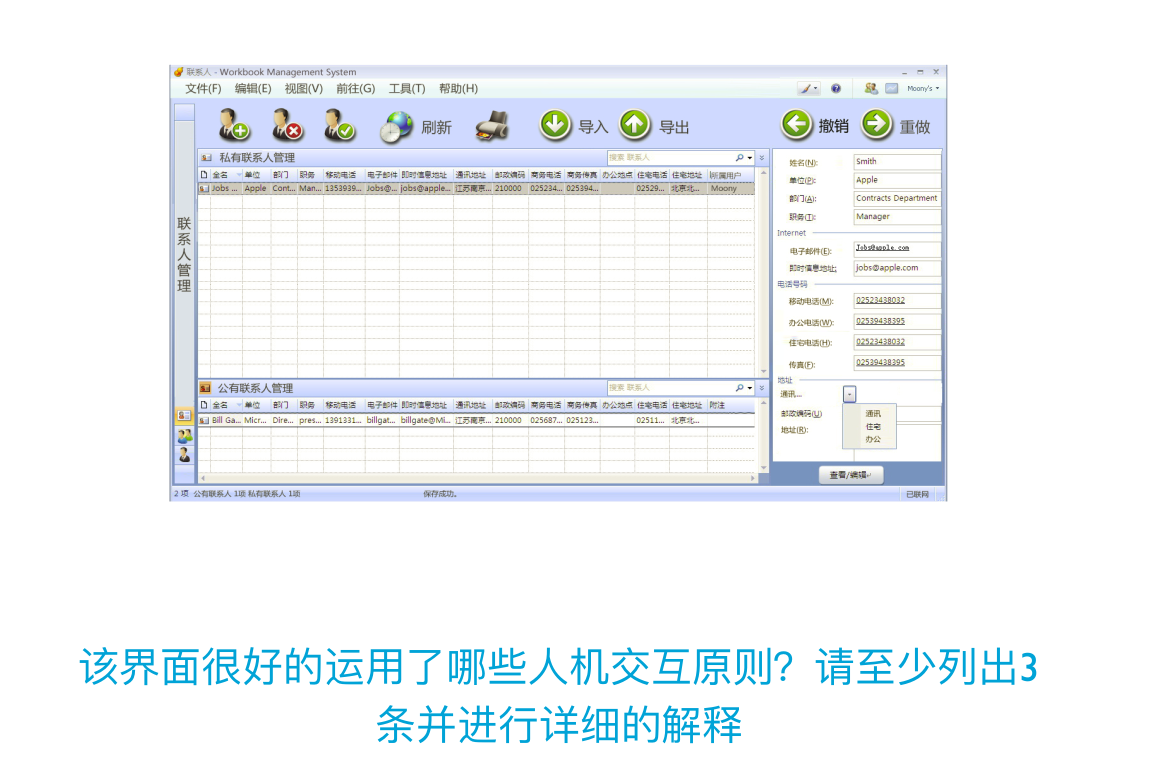 联系人 - Workbook Management System
文件(F) 编辑(E) 视图(V) 前往(G) 工具(T) 帮助(H) Moony's
刷新 导入 导出 撤销 重做
联系人管理
私有联系人管理 搜索 联系人
全名 单位 部门 职务 移动电话 电子邮件 即时信息地址 通讯地址 邮政编码 商务电话 商务传真 办公地点 住宅电话 住宅地址 所属用户
Jobs ... Apple Cont... Man... 1353939... Jobs@... jobs@apple... 江苏南京... 210000 025234... 025394... 02529... 北京北... Moony
公有联系人管理 搜索 联系人
全名 单位 部门 职务 移动电话 电子邮件 即时信息地址 通讯地址 邮政编码 商务电话 商务传真 办公地点 住宅电话 住宅地址 附注
Bill Ga... Micr... Dire... pres... 1391331... billgat... billgate@Mi... 江苏南京... 210000 025687... 025123... 02511... 北京北...
姓名(N): Smith
单位(P): Apple
部门(A): Contracts Department
职务(T): Manager
Internet
电子邮件(E): Jobs@apple.com
即时信息地址: jobs@apple.com
电话号码
移动电话(M): 02523438032
办公电话(W): 02539438395
住宅电话(H): 02523438032
传真(F): 02539438395
地址
通讯...
邮政编码(U) 通讯
地址(R): 住宅
办公
查看/编辑
2 项 公有联系人 1项 私有联系人 1项 保存成功。 已联网
该界面很好的运用了哪些人机交互原则？请至少列出3
条并进行详细的解释